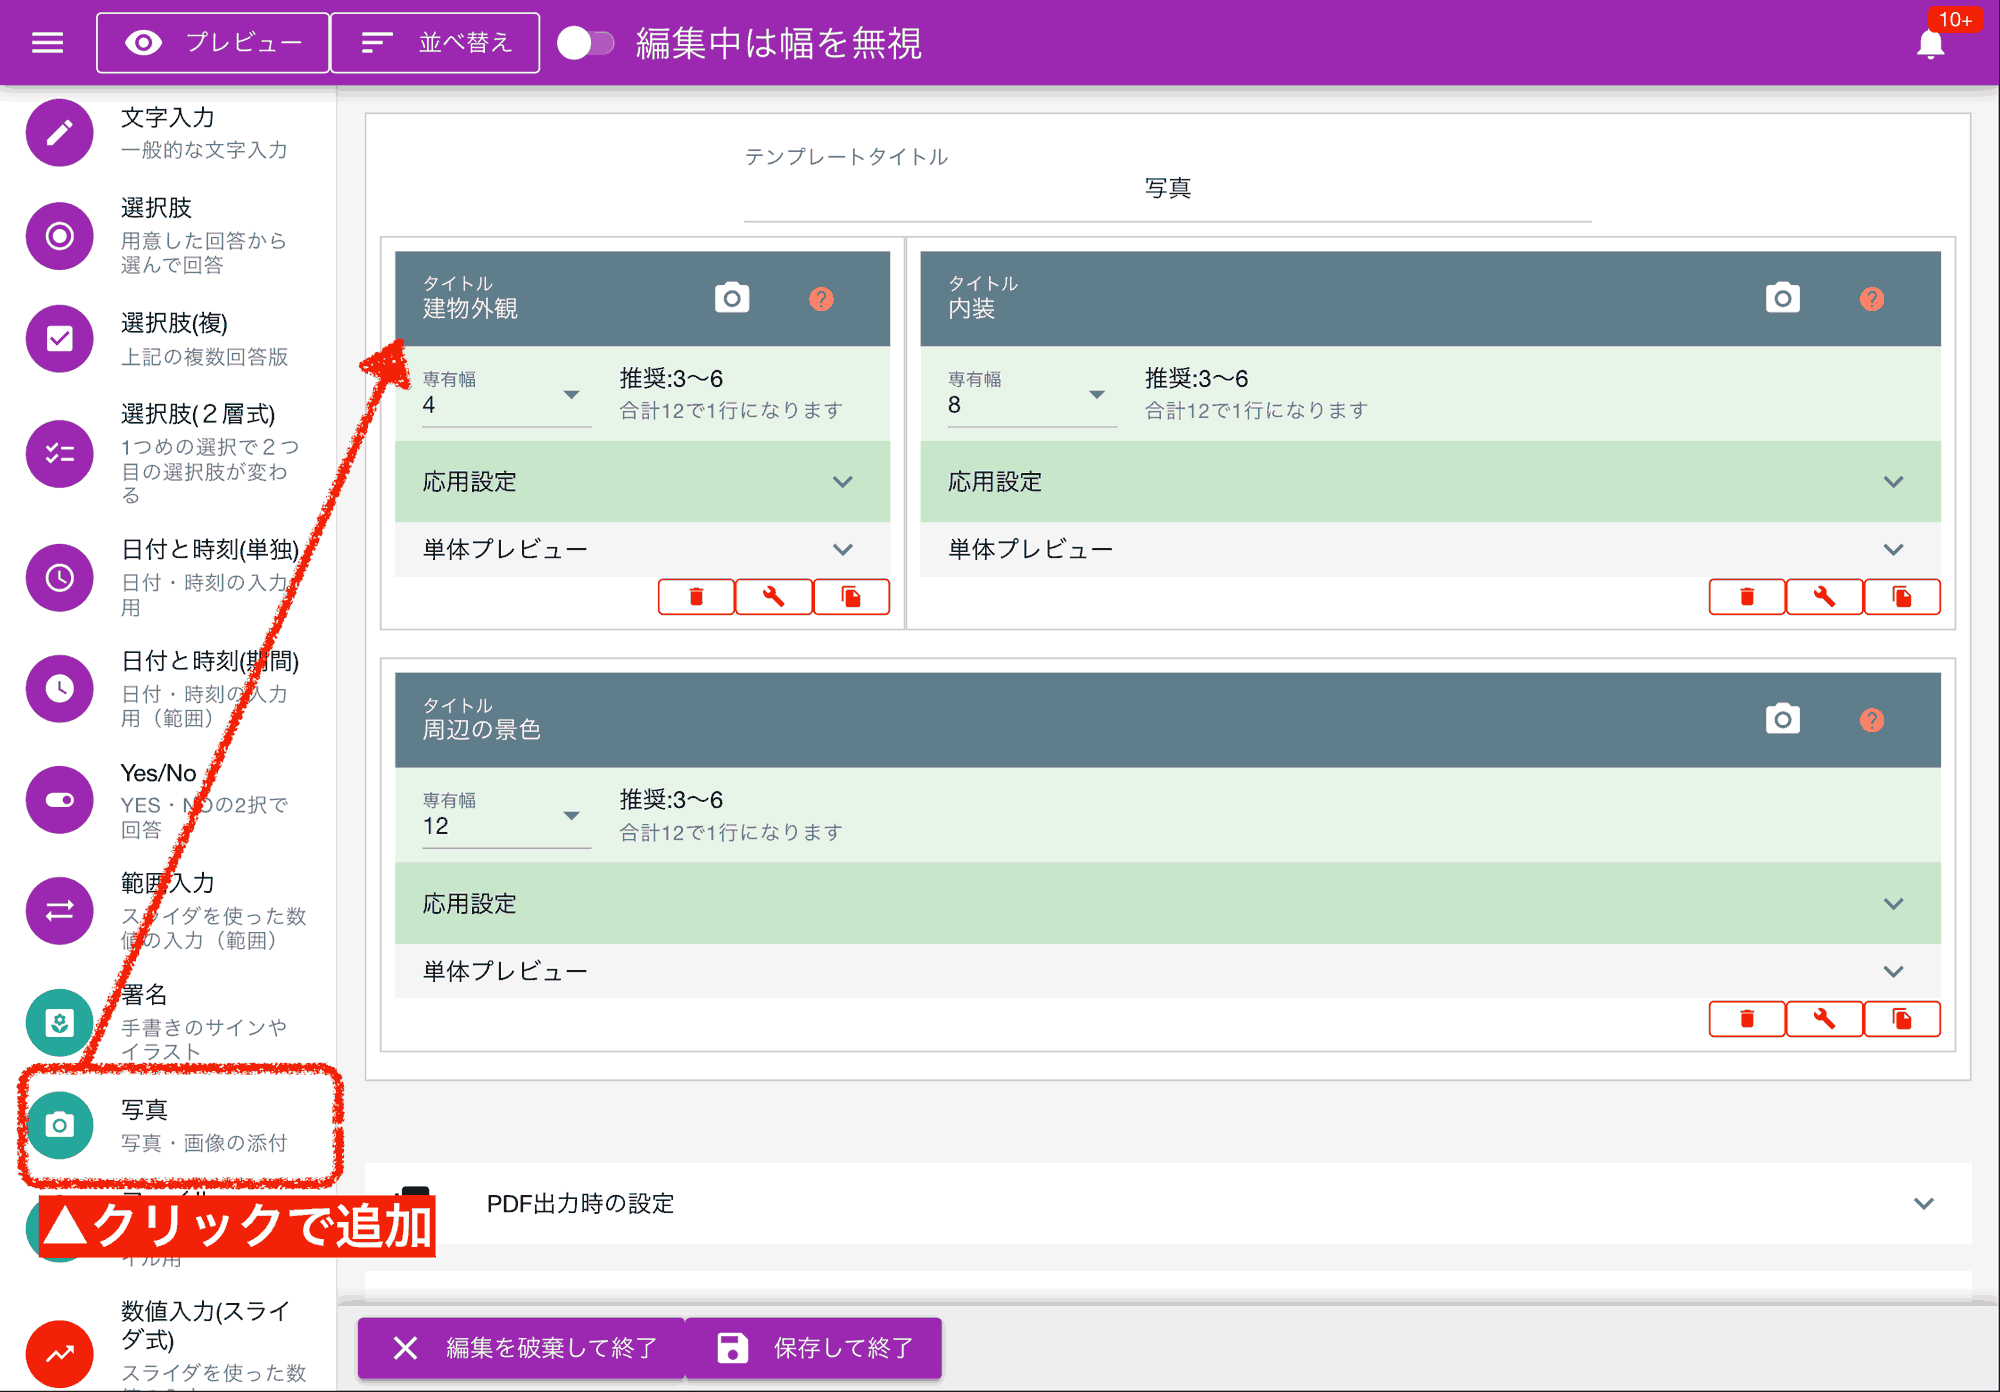 プレビュー
並べ替え
編集中は幅を無視
10+
文字入力
一般的な文字入力
選択肢
用意した回答から
選んで回答
選択肢(複)
上記の複数回答版
選択肢(２層式)
1つめの選択で２つ
目の選択肢が変わ
る
日付と時刻(単独)
日付・時刻の入力
用
日付と時刻(期間)
日付・時刻の入力
用（範囲）
Yes/No
YES・NOの2択で
回答
範囲入力
スライダを使った数
値の入力（範囲）
署名
手書きのサインや
イラスト
写真
写真・画像の添付
▲クリックで追加
イル用
数値入力(スライ
ダ式)
スライダを使った数
テンプレートタイトル
写真
タイトル
建物外観
専有幅
4
推奨:3〜6
合計12で1行になります
応用設定
単体プレビュー
タイトル
内装
専有幅
8
推奨:3〜6
合計12で1行になります
応用設定
単体プレビュー
タイトル
周辺の景色
専有幅
12
推奨:3〜6
合計12で1行になります
応用設定
単体プレビュー
PDF出力時の設定
編集を破棄して終了
保存して終了